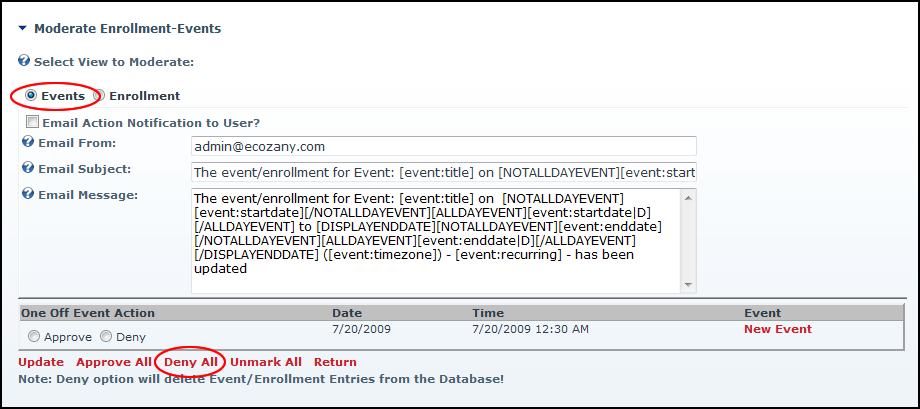 Moderate Enrollment-Events
Select View to Moderate:
Events Enrollment
Email Action Notification to User?
Email From: admin@ecozany.com
Email Subject: The event/enrollment for Event: [event:title] on [NOTALLDAYEVENT][event:start
Email Message: The event/enrollment for Event: [event:title] on [NOTALLDAYEVENT]
[event:startdate][/NOTALLDAYEVENT][ALLDAYEVENT][event:startdate|D]
[/ALLDAYEVENT] to [DISPLAYENDDATE][NOTALLDAYEVENT][event:enddate]
[/NOTALLDAYEVENT][ALLDAYEVENT][event:enddate|D][/ALLDAYEVENT]
[/DISPLAYENDDATE] ([event:timezone]) - [event:recurring] - has been
updated
One Off Event Action Date Time Event
Approve Deny 7/20/2009 7/20/2009 12:30 AM New Event
Update Approve All Deny All Unmark All Return
Note: Deny option will delete Event/Enrollment Entries from the Database!